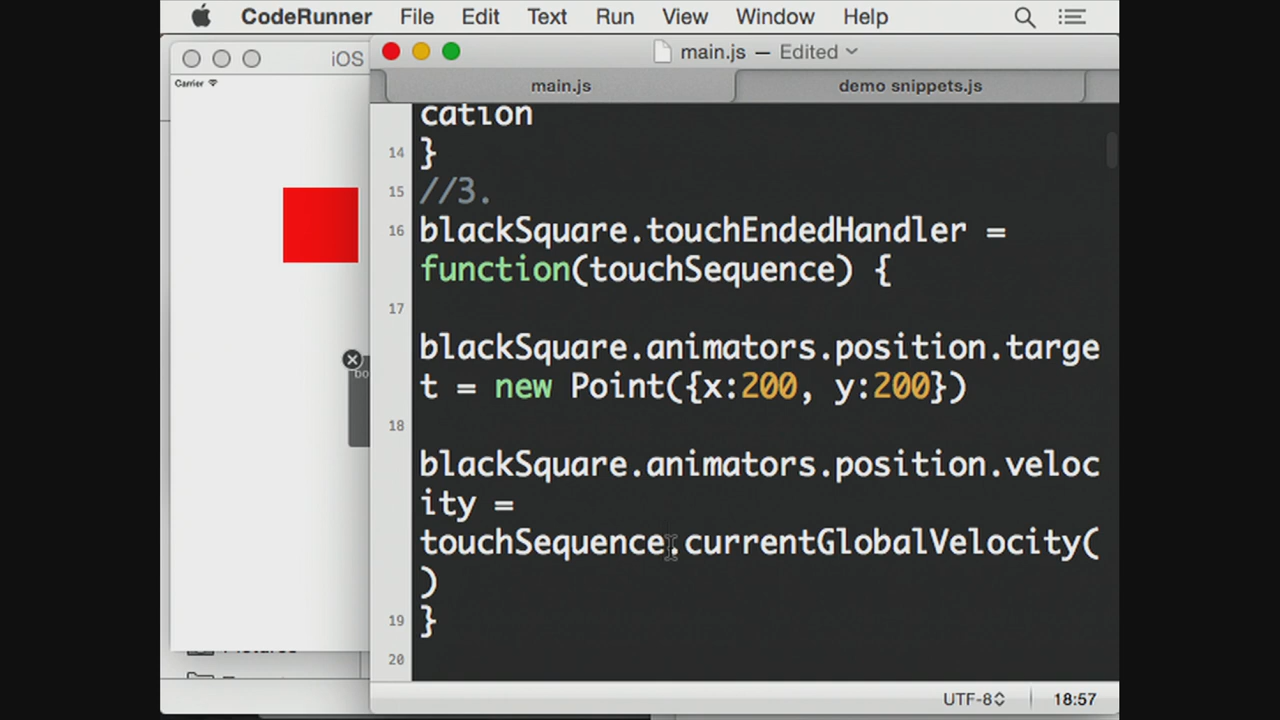 CodeRunner File Edit Text Run View Window Help
iOS
main.js — Edited
Carrier
main.js
demo snippets.js
cation
14 }
15 //3.
16 blackSquare.touchEndedHandler =
function(touchSequence) {
17
blackSquare.animators.position.targe
t = new Point({x:200, y:200})
18
blackSquare.animators.position.veloc
ity =
touchSequence.currentGlobalVelocity(
)
19 }
20
bo
UTF-8
18:57